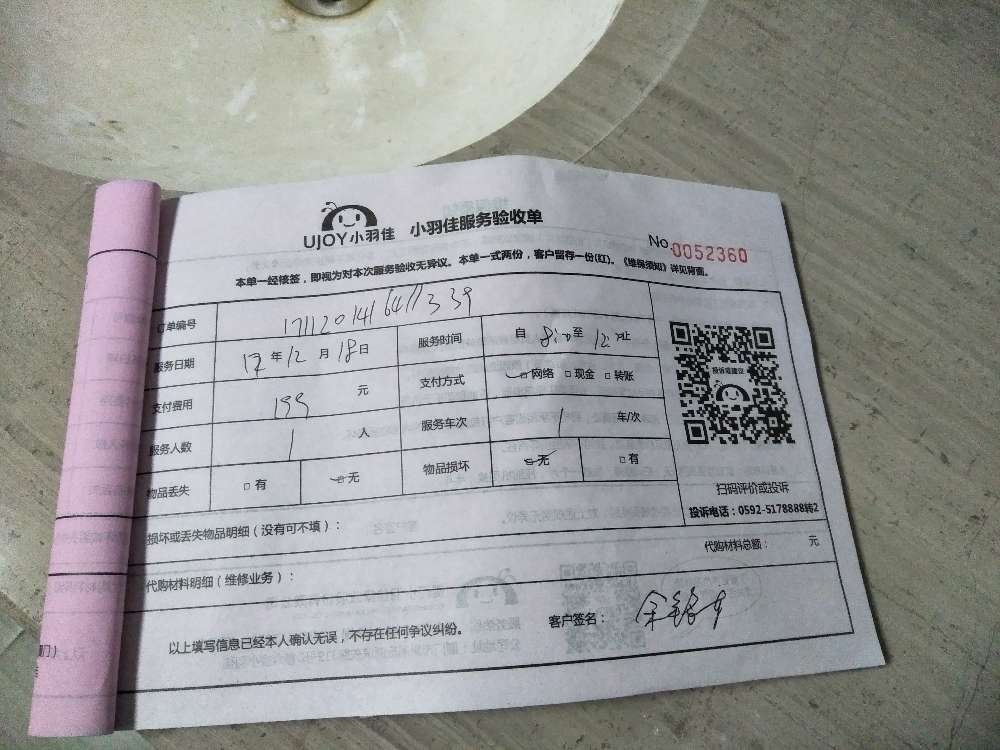 UJOY小羽佳 小羽佳服务验收单
No.0052360
本单一经核签，即视为对本次服务验收无异议。本单一式两份，客户留存一份(红)。《维保须知》详见背面。
订单编号 171120141641339
服务日期 17年12月18日 服务时间 自 8:00至 12 止
支付费用 199 元 支付方式 网络 现金 转账
服务人数 1 人 服务车次 1 车/次
物品丢失 有 无 物品损坏 无 有
投诉或建议
扫码评价或投诉
投诉电话：0592-5178888转2
损坏或丢失物品明细（没有可不填）：
代购材料明细（维修业务）： 代购材料总额： 元
以上填写信息已经本人确认无误，不存在任何争议纠纷。 客户签名：